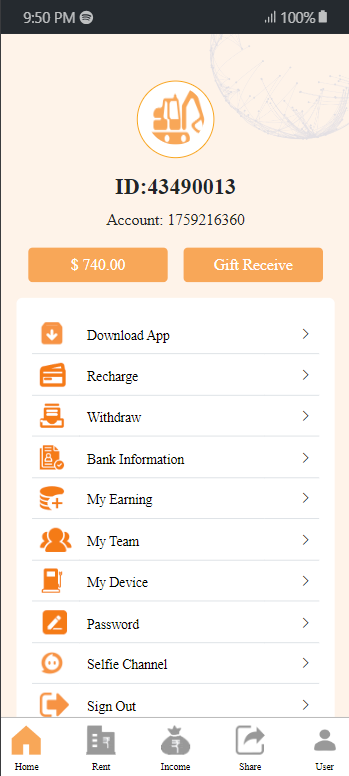 9:50 PM 100%
ID:43490013
Account: 1759216360
$ 740.00 Gift Receive
Download App
Recharge
Withdraw
Bank Information
My Earning
My Team
My Device
Password
Selfie Channel
Sign Out
Home Rent Income Share User